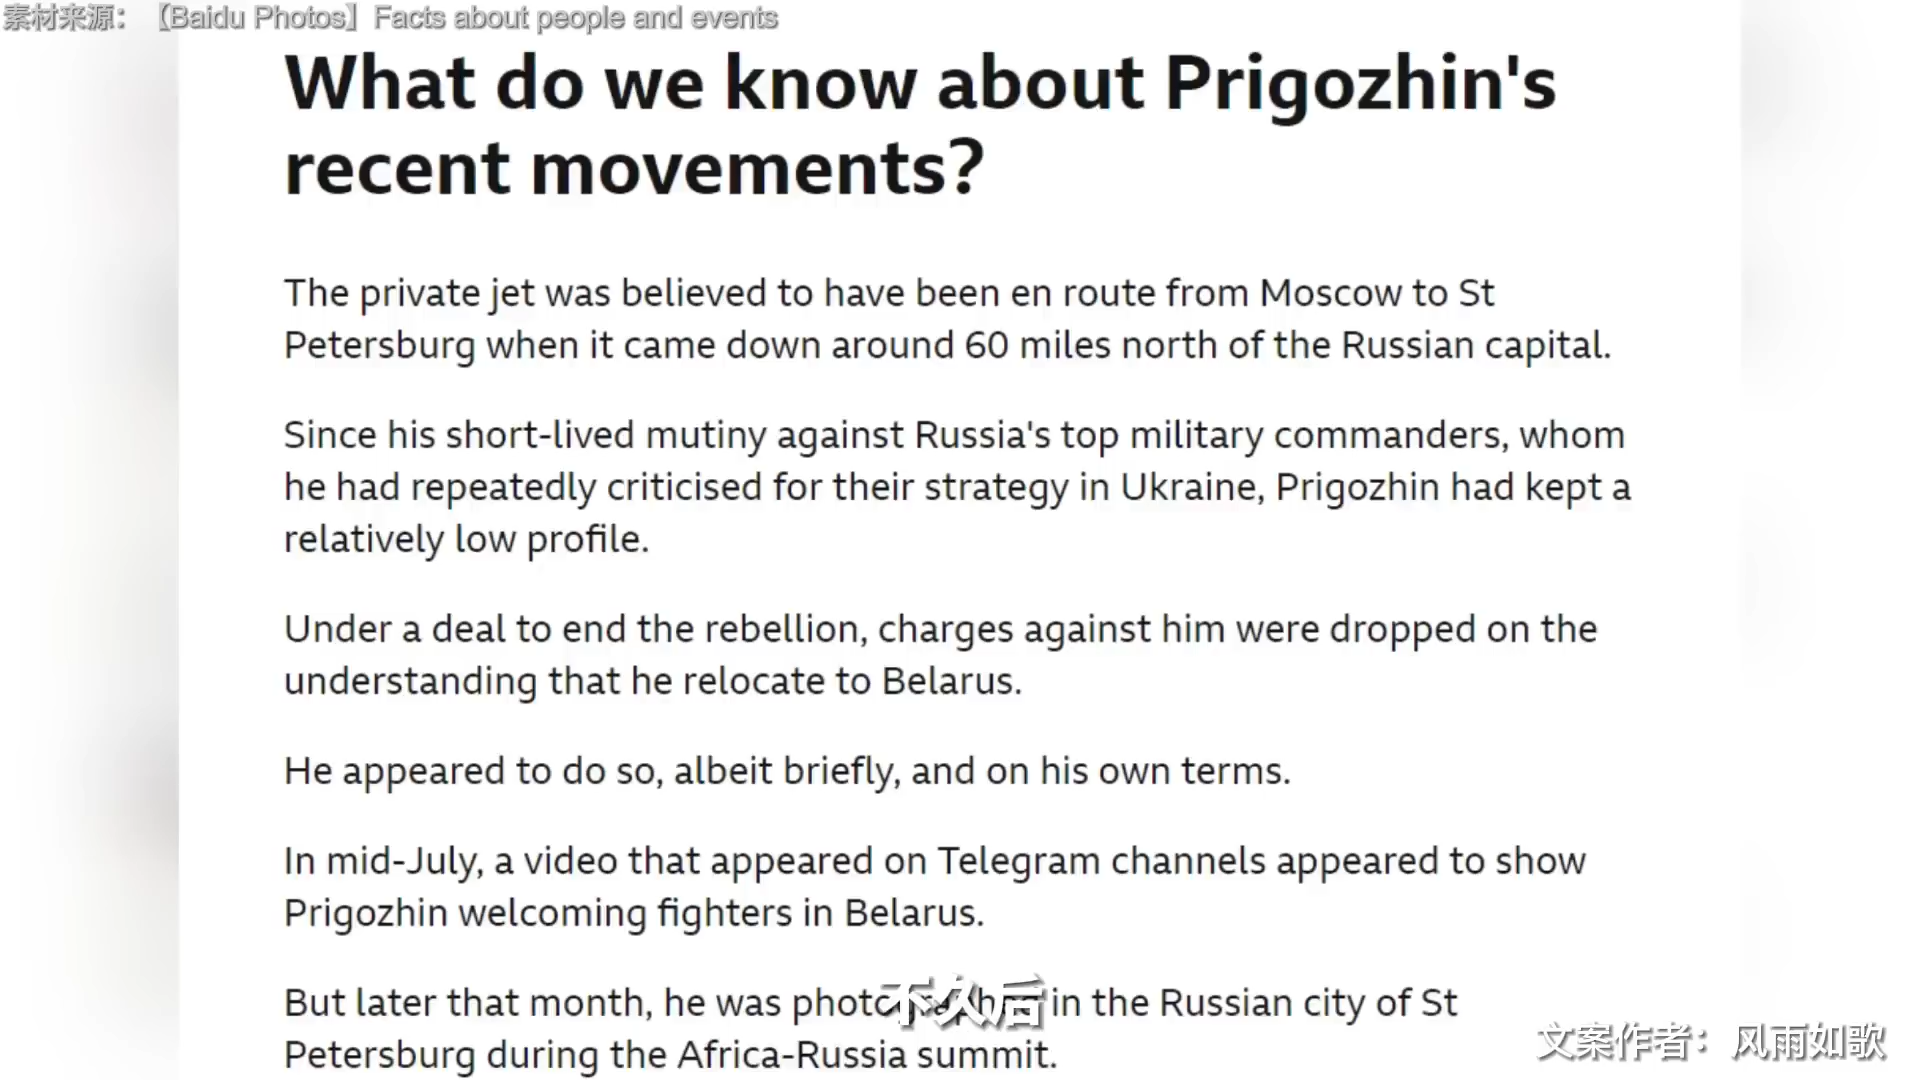 素材来源：【Baidu Photos】Facts about people and events
What do we know about Prigozhin's
recent movements?
The private jet was believed to have been en route from Moscow to St
Petersburg when it came down around 60 miles north of the Russian capital.
Since his short-lived mutiny against Russia's top military commanders, whom
he had repeatedly criticised for their strategy in Ukraine, Prigozhin had kept a
relatively low profile.
Under a deal to end the rebellion, charges against him were dropped on the
understanding that he relocate to Belarus.
He appeared to do so, albeit briefly, and on his own terms.
In mid-July, a video that appeared on Telegram channels appeared to show
Prigozhin welcoming fighters in Belarus.
But later that month, he was photographed in the Russian city of St
Petersburg during the Africa-Russia summit.
不久后
文案作者：风雨如歌